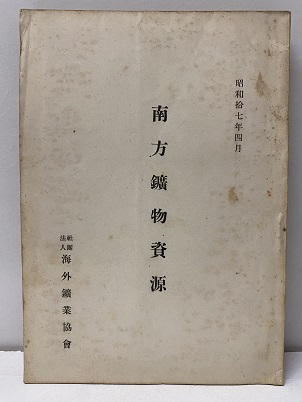 昭和拾七年四月
南方鑛物資源
社團法人 海外鑛業協會